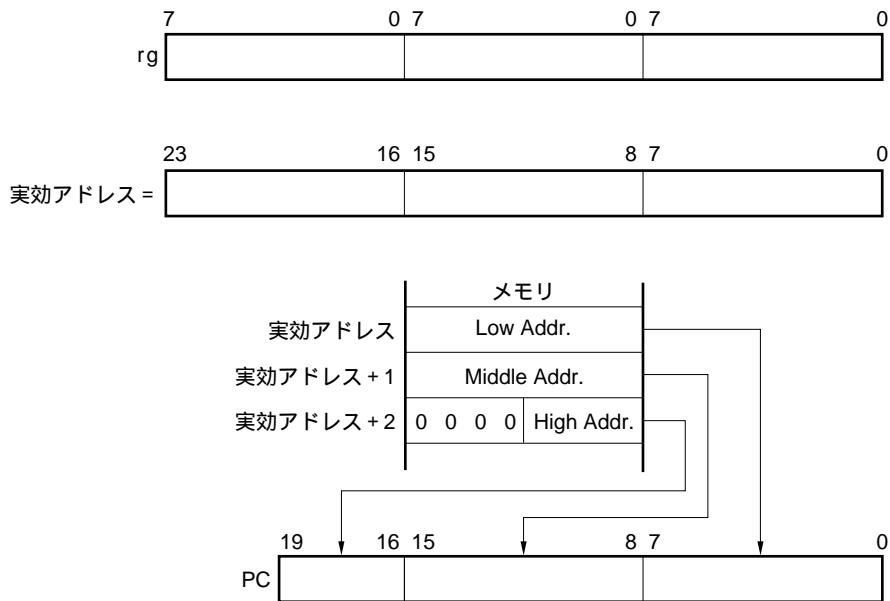 7 0 7 0 7 0
rg
23 16 15 8 7 0
実効アドレス =
メモリ
実効アドレス Low Addr.
実効アドレス + 1 Middle Addr.
実効アドレス + 2 0 0 0 0 High Addr.
19 16 15 8 7 0
PC